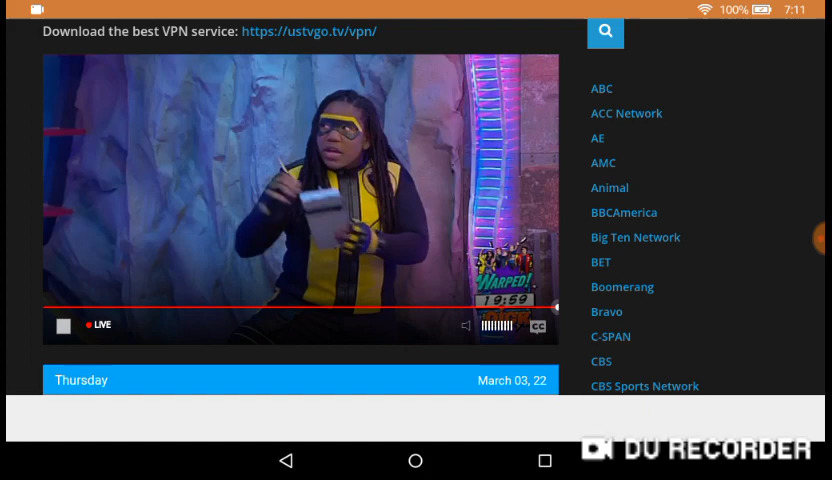 100% 7:11
Download the best VPN service: https://ustvgo.tv/vpn/
WARPED!
19:59
LIVE
CC
Thursday March 03, 22
ABC
ACC Network
AE
AMC
Animal
BBCAmerica
Big Ten Network
BET
Boomerang
Bravo
C-SPAN
CBS
CBS Sports Network
DU RECORDER